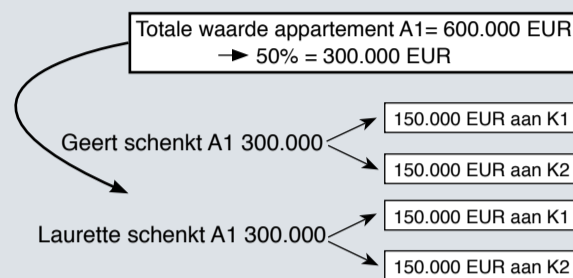 Totale waarde appartement A1= 600.000 EUR
50% = 300.000 EUR
150.000 EUR aan K1
Geert schenkt A1 300.000
150.000 EUR aan K2
150.000 EUR aan K1
Laurette schenkt A1 300.000
150.000 EUR aan K2